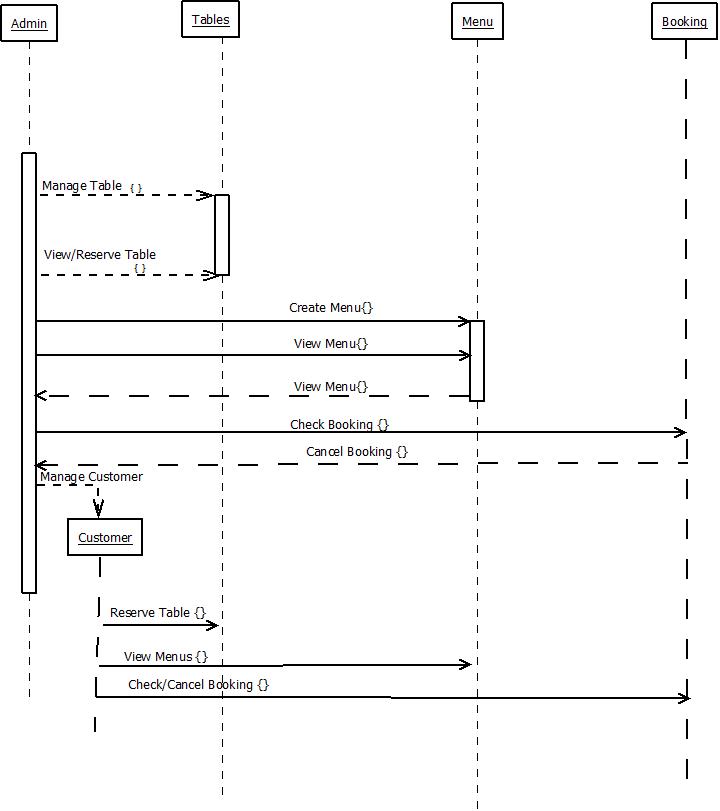 Admin
Tables
Menu
Booking
Manage Table { }
View/Reserve Table
{}
Create Menu{}
View Menu{}
View Menu{}
Check Booking {}
Cancel Booking {}
Manage Customer
Customer
Reserve Table {}
View Menus {}
Check/Cancel Booking {}